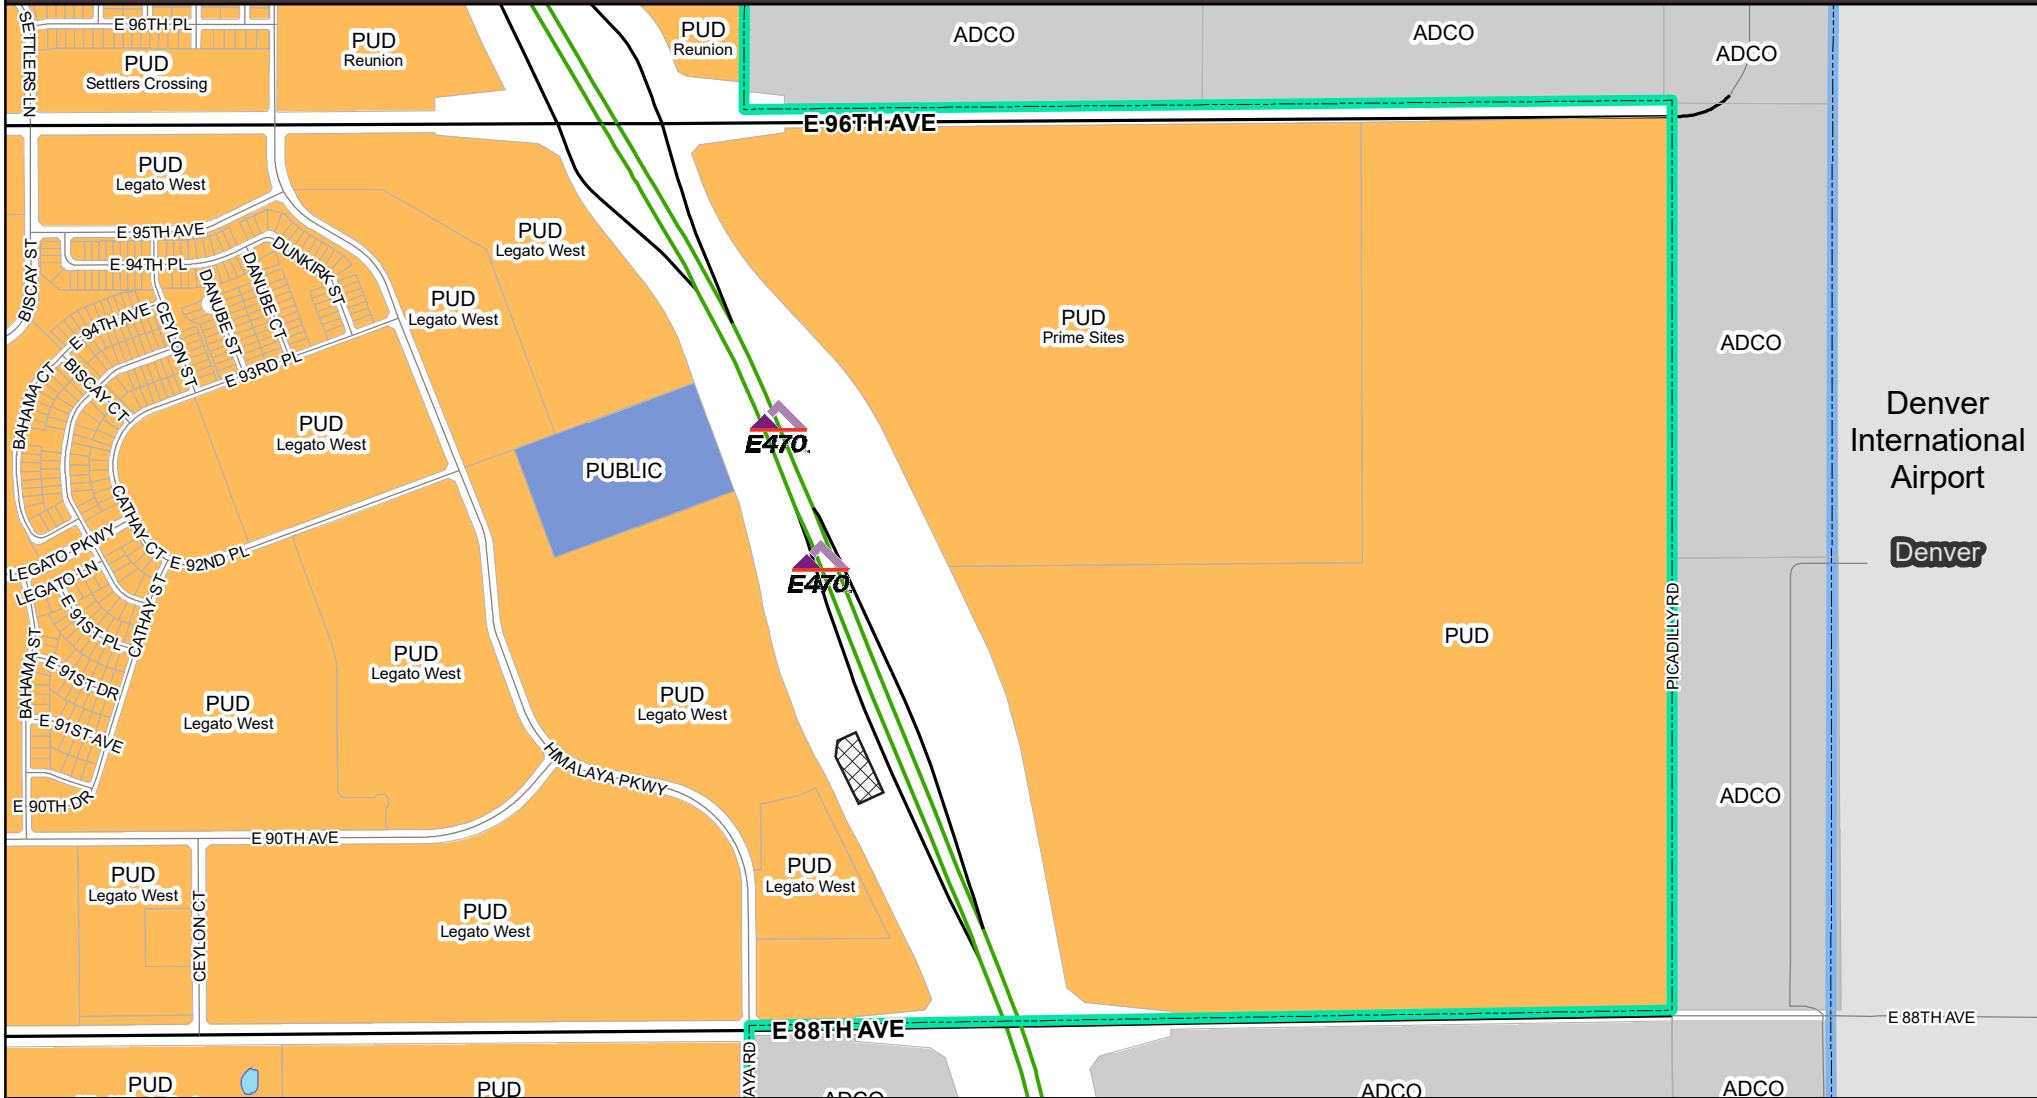 E 96TH PL
SETTLERS LN
PUD
Settlers Crossing
PUD
Reunion
PUD
Reunion
ADCO
ADCO
ADCO
E 96TH AVE
PUD
Legato West
E 95TH AVE
E 94TH PL
BISCAY ST
DUNKIRK ST
DANUBE CT
DANUBE ST
CEYLON ST
E 94TH AVE
E 93RD PL
BISCAY CT
BAHAMA CT
PUD
Legato West
PUD
Legato West
PUD
Prime Sites
ADCO
Denver
International
Airport
Denver
PUD
Legato West
PUBLIC
E470
E470
CATHAY CT
E 92ND PL
LEGATO PKWY
LEGATO LN
E 91ST PL
CATHAY ST
BAHAMA ST
E 91ST DR
E 91ST AVE
E 90TH DR
PUD
PICADILLY RD
PUD
Legato West
PUD
Legato West
PUD
Legato West
HIMALAYA PKWY
ADCO
E 90TH AVE
PUD
Legato West
CEYLON CT
PUD
Legato West
PUD
Legato West
E 88TH AVE
E 88TH AVE
AYA RD
PUD
PUD
ADCO
ADCO
ADCO